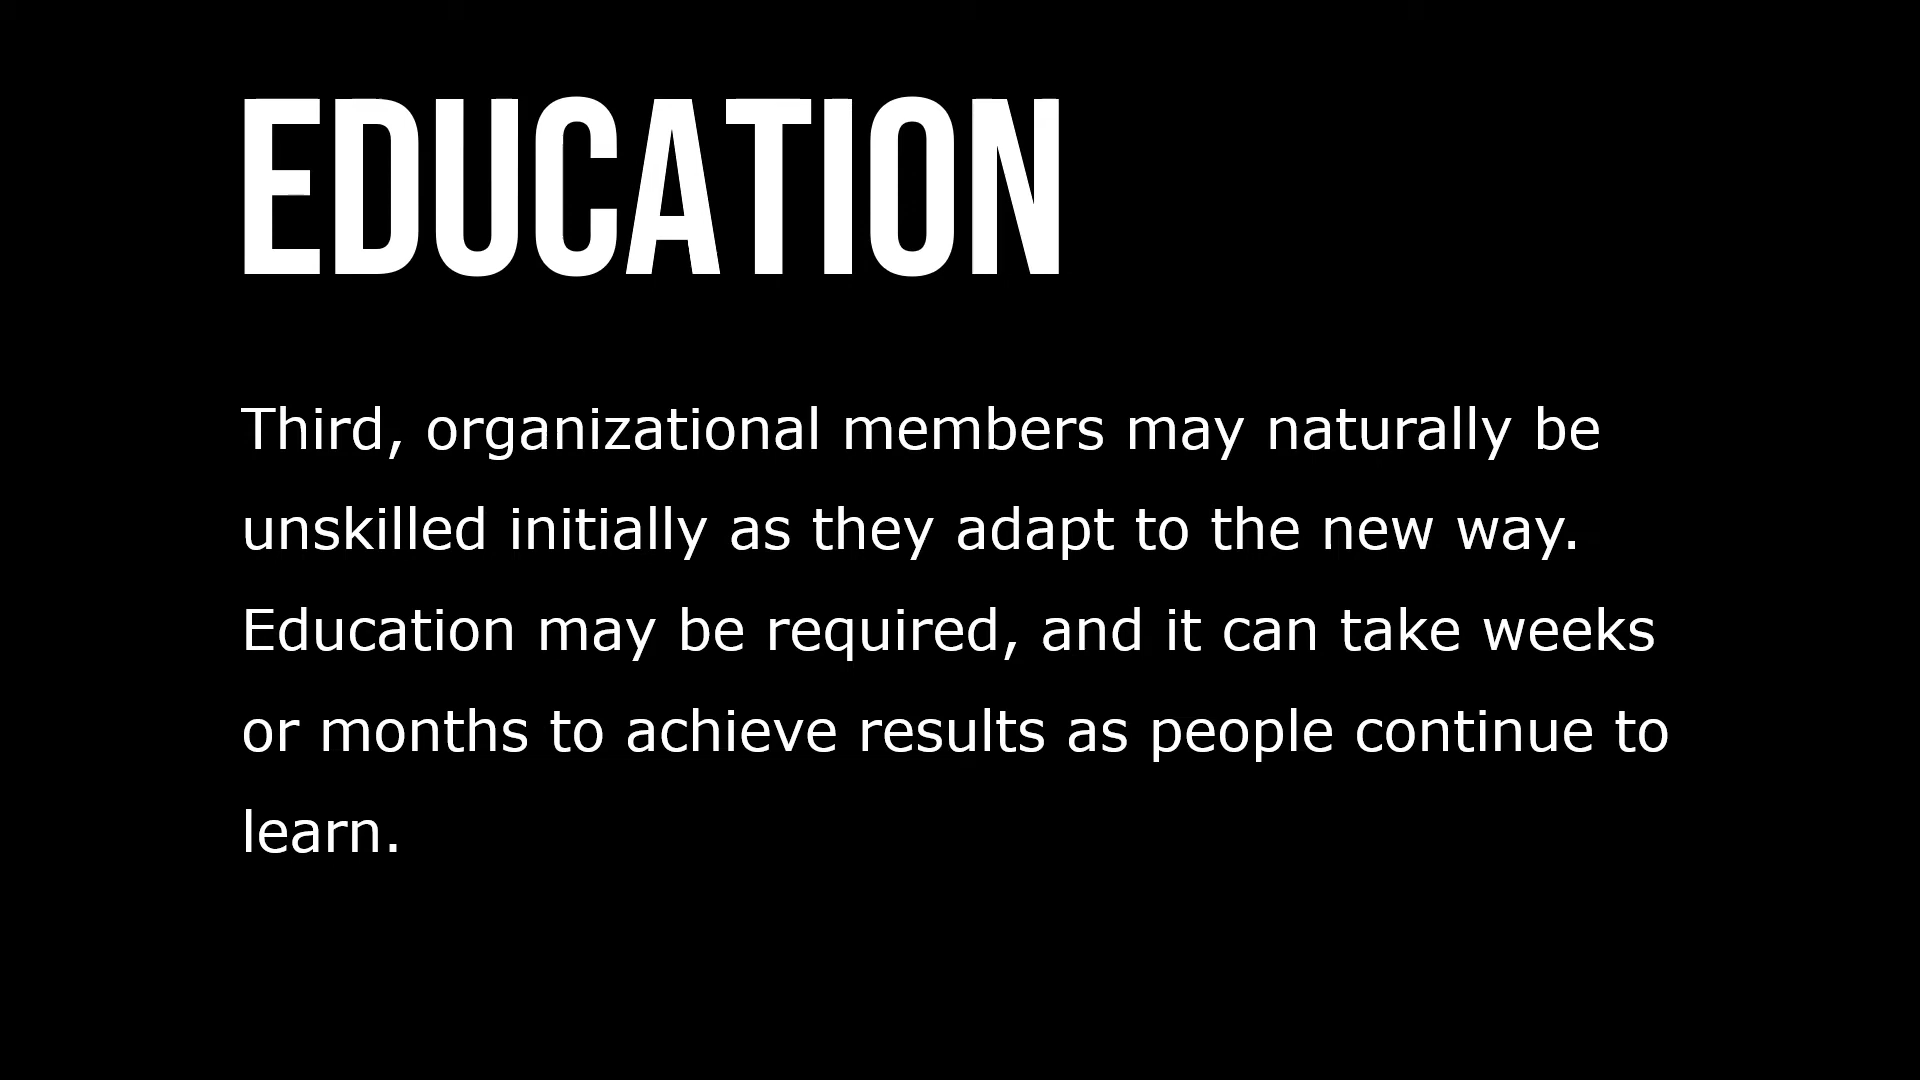 EDUCATION
Third, organizational members may naturally be
unskilled initially as they adapt to the new way.
Education may be required, and it can take weeks
or months to achieve results as people continue to
learn.